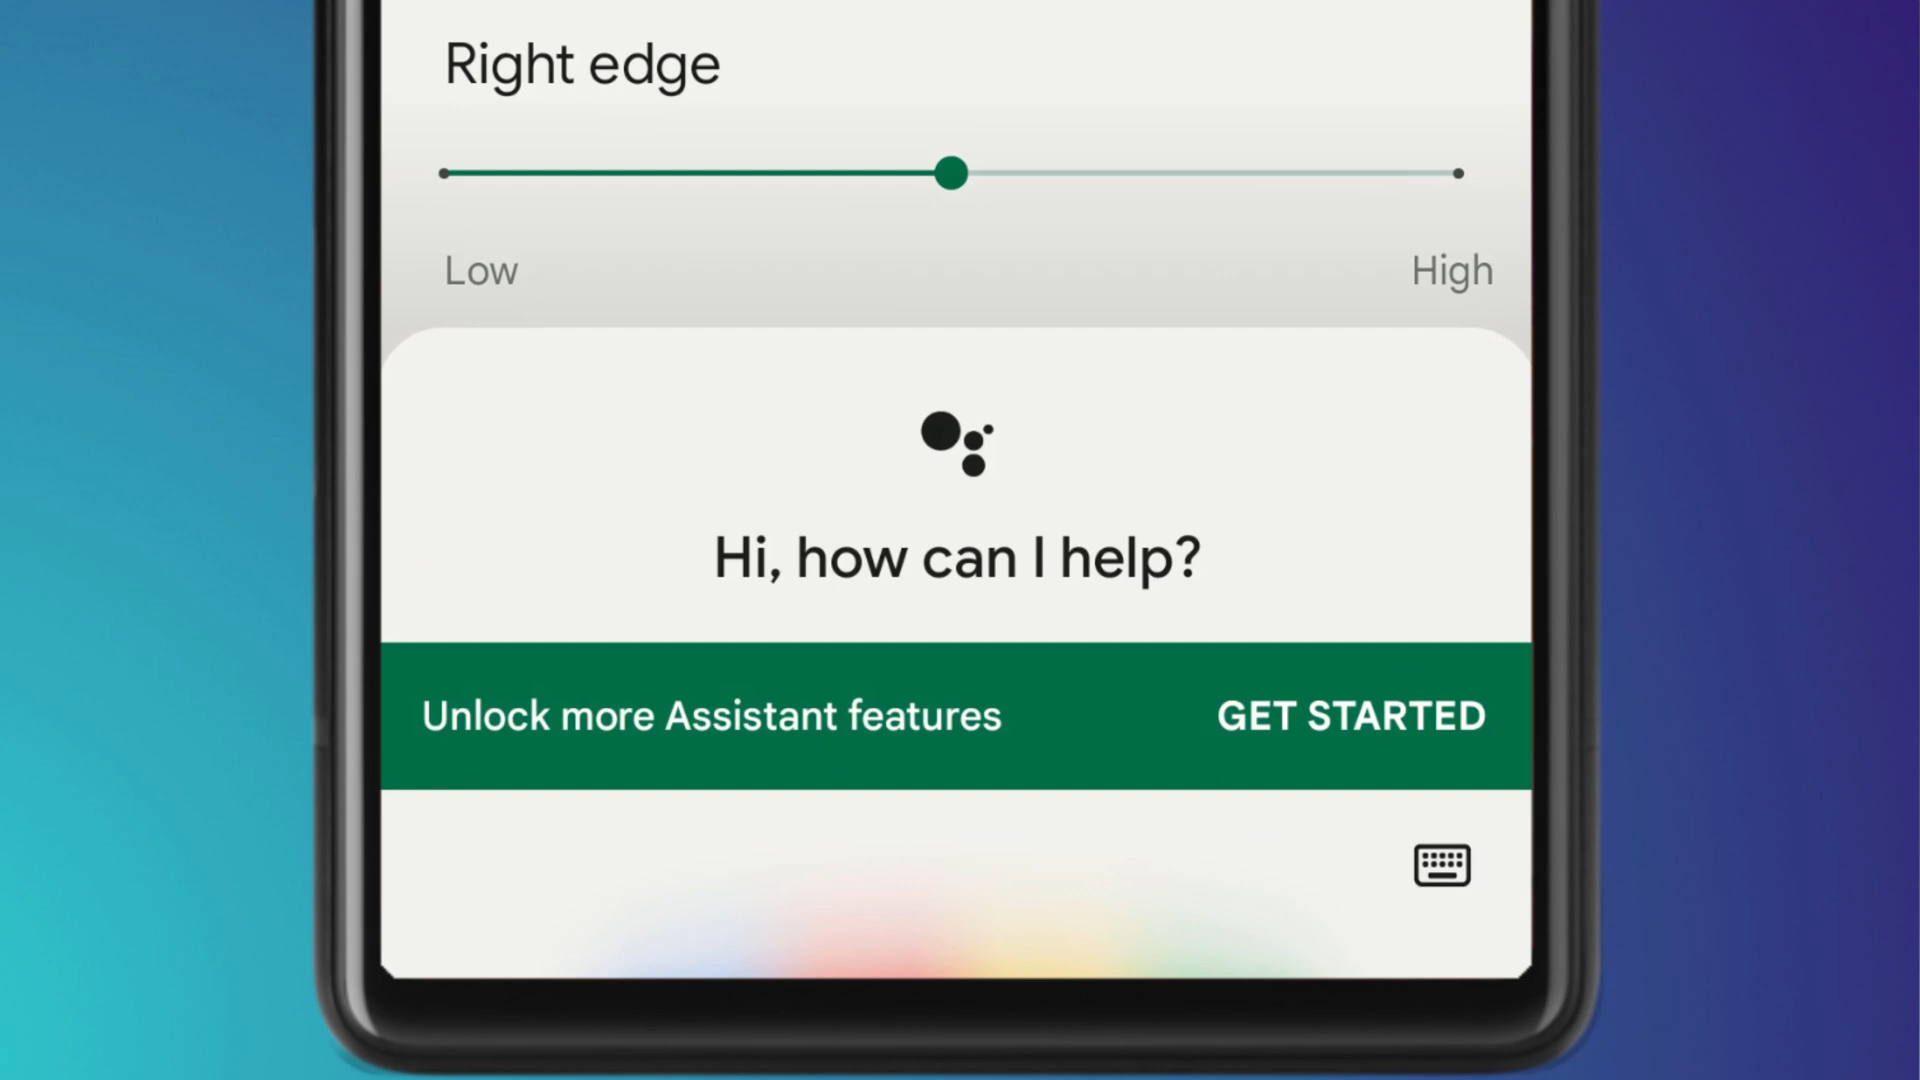 Right edge
Low
High
Hi, how can I help?
Unlock more Assistant features
GET STARTED